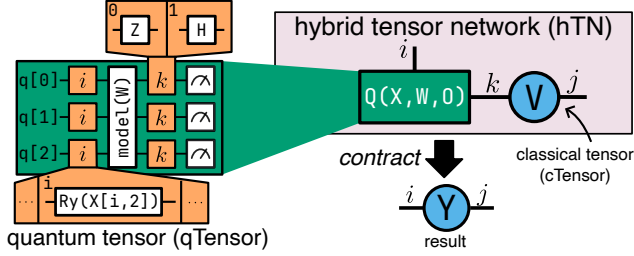 0 1
Z H
hybrid tensor network (hTN)
i
q[0] i k
q[1] i model(W) k
q[2] i k
Q(X,W,O) k V j
contract
classical tensor
(cTensor)
i
... Ry(X[i,2]) ...
i Y j
result
quantum tensor (qTensor)